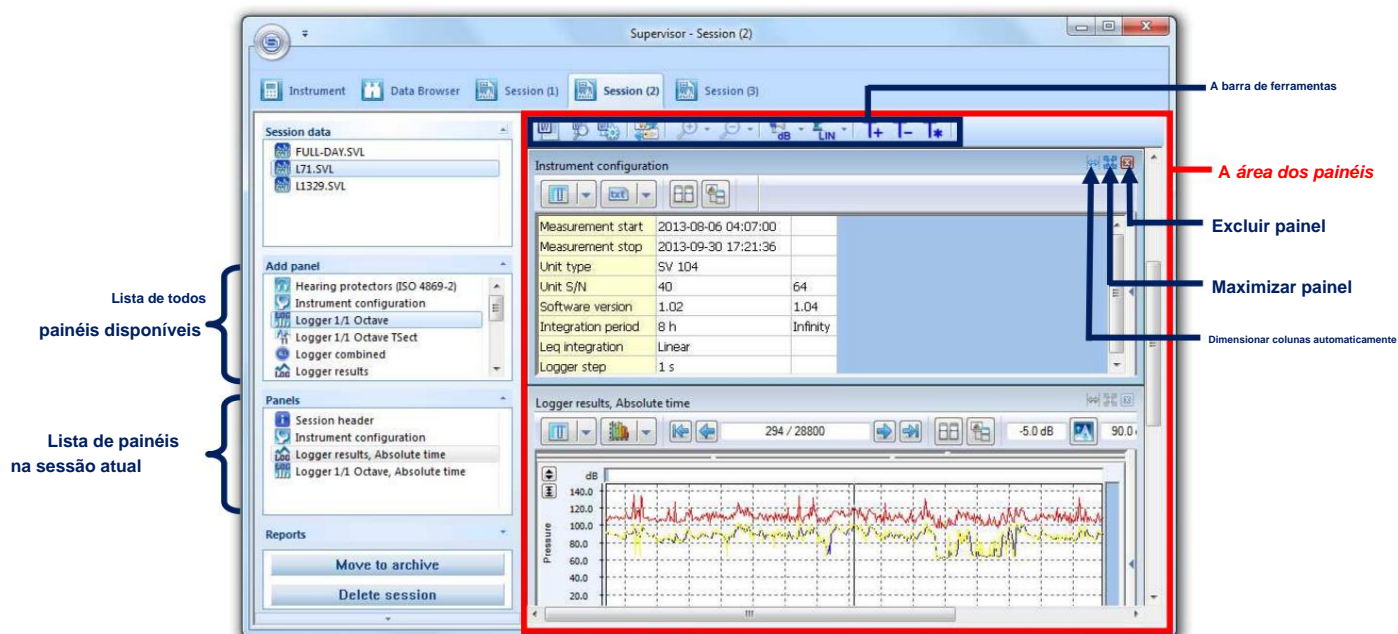 Supervisor - Session (2)
Instrument
Data Browser
Session (1)
Session (2)
Session (3)
A barra de ferramentas
Session data
FULL-DAY.SVL
L71.SVL
L1329.SVL
dB
LIN
A área dos painéis
Instrument configuration
Excluir painel
Maximizar painel
Dimensionar colunas automaticamente
txt
Measurement start 2013-08-06 04:07:00
Measurement stop 2013-09-30 17:21:36
Unit type SV 104
Unit S/N 40 64
Software version 1.02 1.04
Integration period 8 h Infinity
Leq integration Linear
Logger step 1 s
Lista de todos
painéis disponíveis
Add panel
Hearing protectors (ISO 4869-2)
Instrument configuration
Logger 1/1 Octave
Logger 1/1 Octave TSect
Logger combined
Logger results
Lista de painéis
na sessão atual
Panels
Session header
Instrument configuration
Logger results, Absolute time
Logger 1/1 Octave, Absolute time
Reports
Move to archive
Delete session
Logger results, Absolute time
294 / 28800
-5.0 dB
90.0
dB
140.0
120.0
100.0
80.0
60.0
40.0
20.0
Pressure